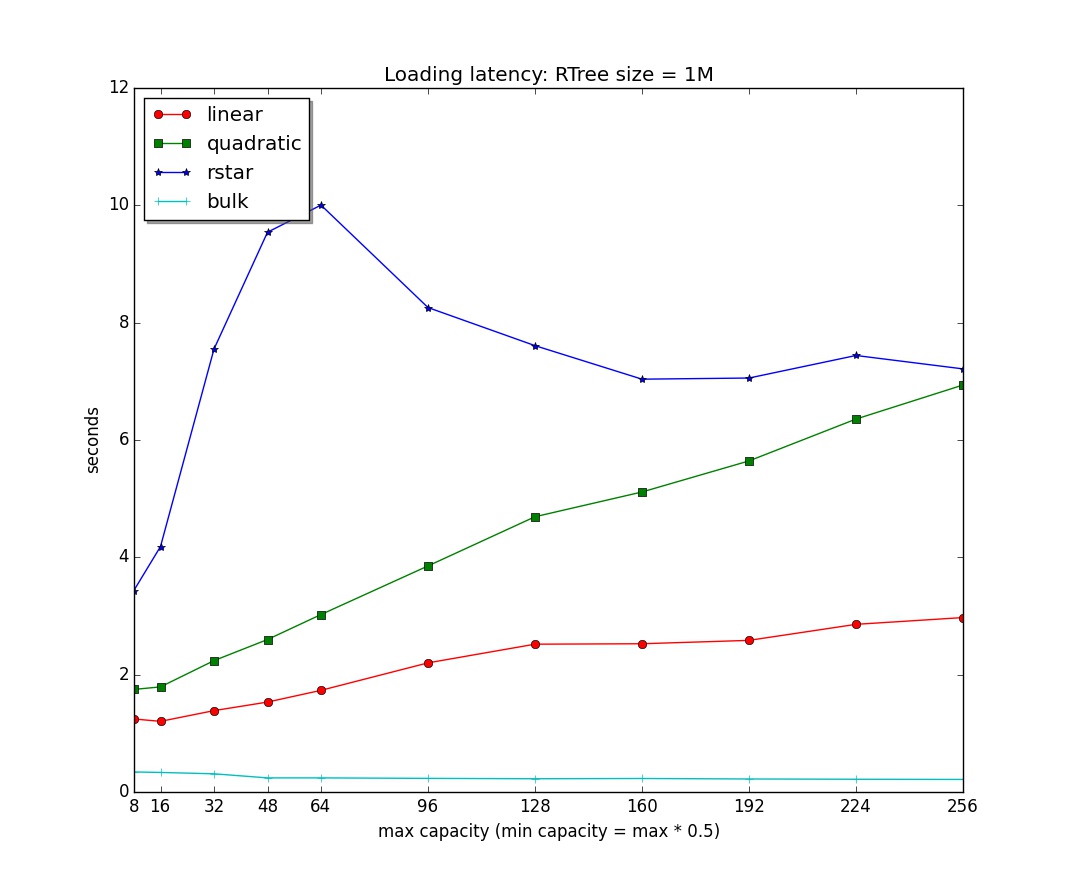 Loading latency: RTree size = 1M
12
linear
quadratic
rstar
bulk
10
8
6
4
2
0
seconds
8 16 32 48 64 96 128 160 192 224 256
max capacity (min capacity = max * 0.5)